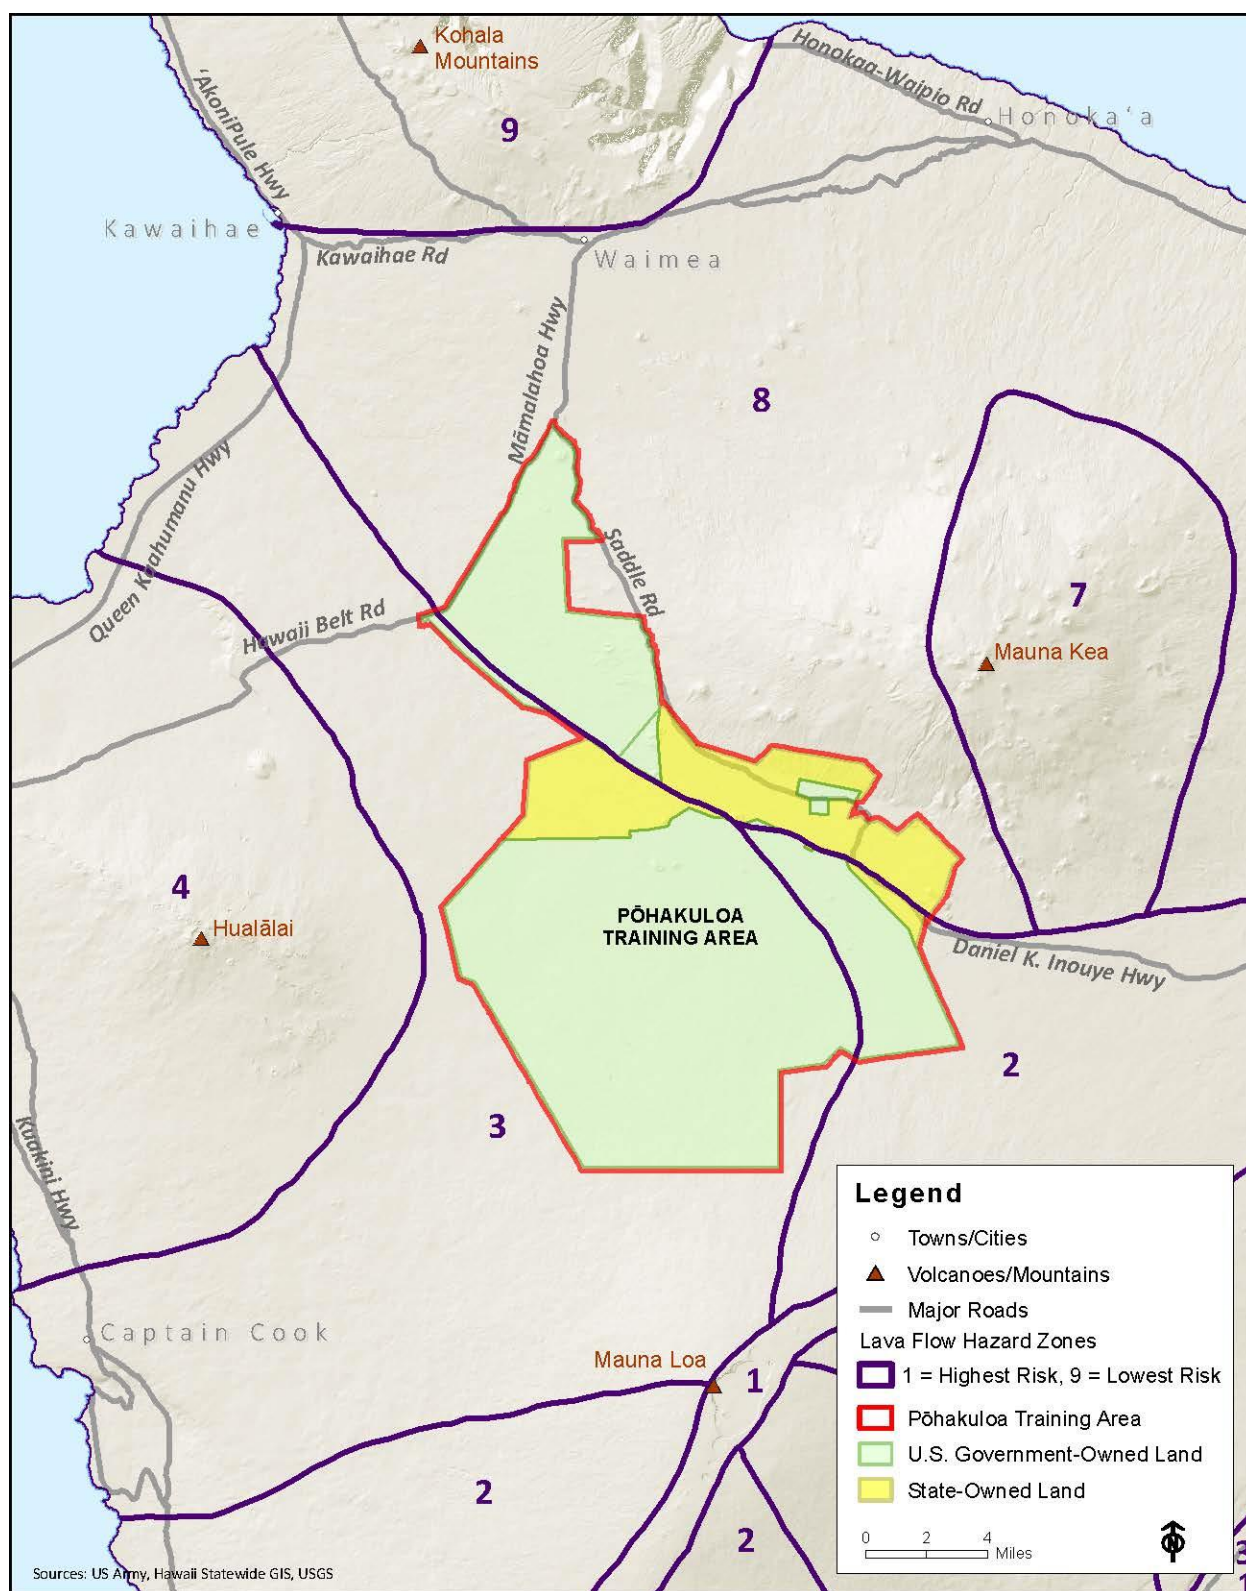 Kohala
Mountains
Honokaa-Waipio Rd
Honoka‘a
‘AkoniPule Hwy
9
Kawaihae
Kawaihae Rd
Waimea
Māmalahoa Hwy
8
Queen Kaahumanu Hwy
Saddle Rd
Hawaii Belt Rd
7
Mauna Kea
4
Hualālai
PŌHAKULOA
TRAINING AREA
Daniel K. Inouye Hwy
2
3
Kuakini Hwy
Captain Cook
Mauna Loa
1
2
2
3
Legend
Towns/Cities
Volcanoes/Mountains
Major Roads
Lava Flow Hazard Zones
1 = Highest Risk, 9 = Lowest Risk
Pōhakuloa Training Area
U.S. Government-Owned Land
State-Owned Land
0 2 4
Miles
N
Sources: US Army, Hawaii Statewide GIS, USGS